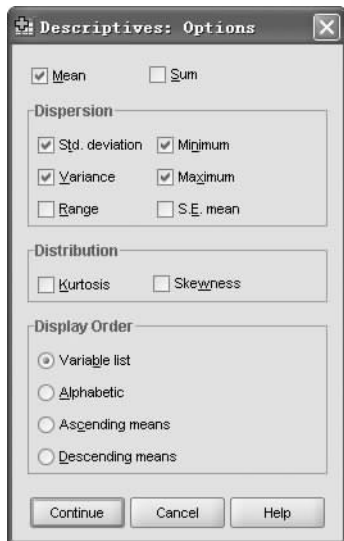 Descriptives: Options
Mean Sum
Dispersion
Std. deviation Minimum
Variance Maximum
Range S.E. mean
Distribution
Kurtosis Skewness
Display Order
Variable list
Alphabetic
Ascending means
Descending means
Continue Cancel Help